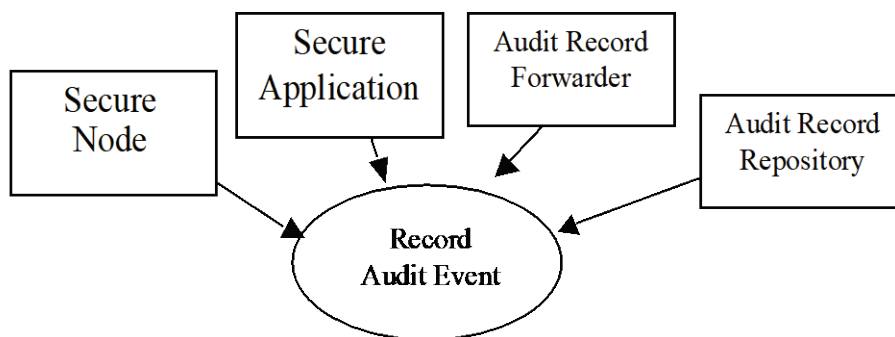 Secure
Node
Secure
Application
Audit Record
Forwarder
Audit Record
Repository
Record
Audit Event